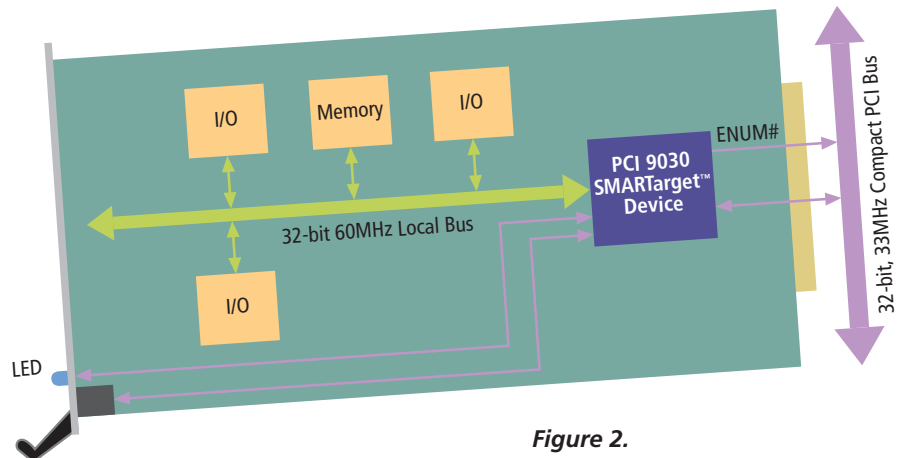 I/O
Memory
I/O
ENUM#
PCI 9030
SMARTarget™
Device
32-bit 60MHz Local Bus
I/O
LED
32-bit, 33MHz Compact PCI Bus
Figure 2.